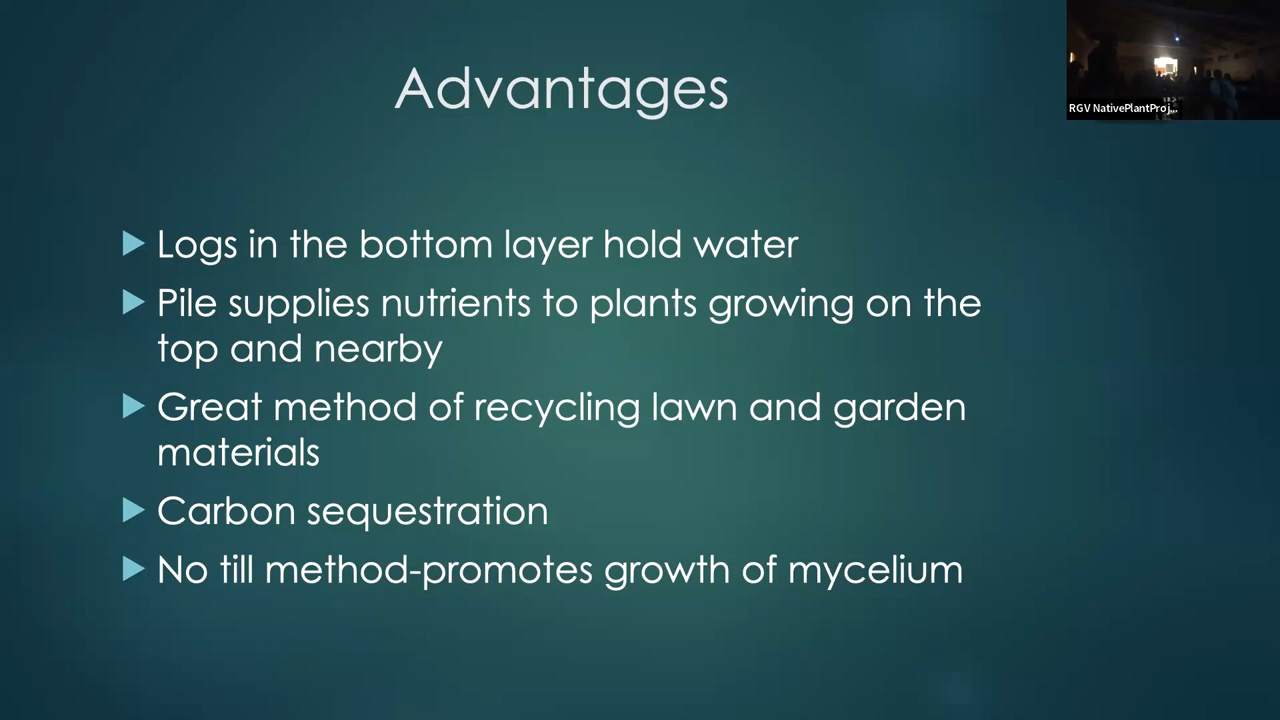 Advantages
RGV NativePlantProj...
Logs in the bottom layer hold water
Pile supplies nutrients to plants growing on the
top and nearby
Great method of recycling lawn and garden
materials
Carbon sequestration
No till method-promotes growth of mycelium